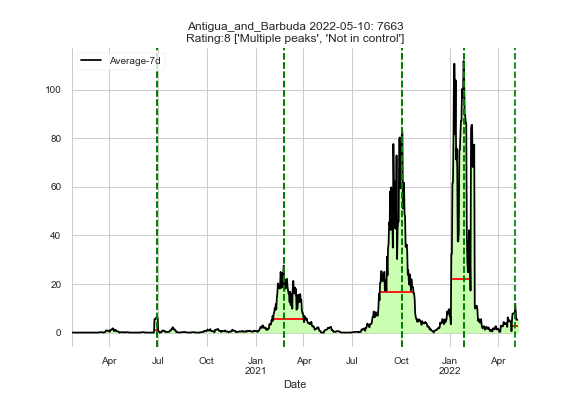 Antigua_and_Barbuda 2022-05-10: 7663
Rating:8 ['Multiple peaks', 'Not in control']
Average-7d
100
80
60
40
20
0
Apr Jul Oct Jan Apr Jul Oct Jan Apr
2021 2022
Date